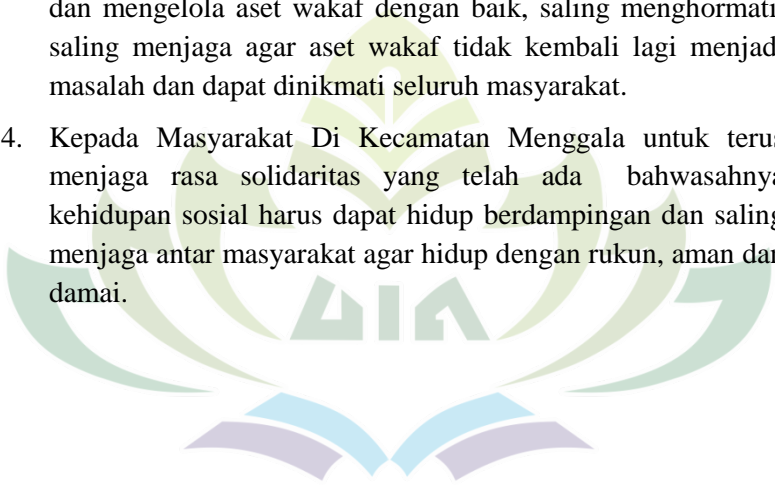 dan mengelola aset wakaf dengan baik, saling menghormati
saling menjaga agar aset wakaf tidak kembali lagi menjad
masalah dan dapat dinikmati seluruh masyarakat.
4. Kepada Masyarakat Di Kecamatan Menggala untuk terus
menjaga rasa solidaritas yang telah ada bahwasahnya
kehidupan sosial harus dapat hidup berdampingan dan saling
menjaga antar masyarakat agar hidup dengan rukun, aman dan
damai.
UIN